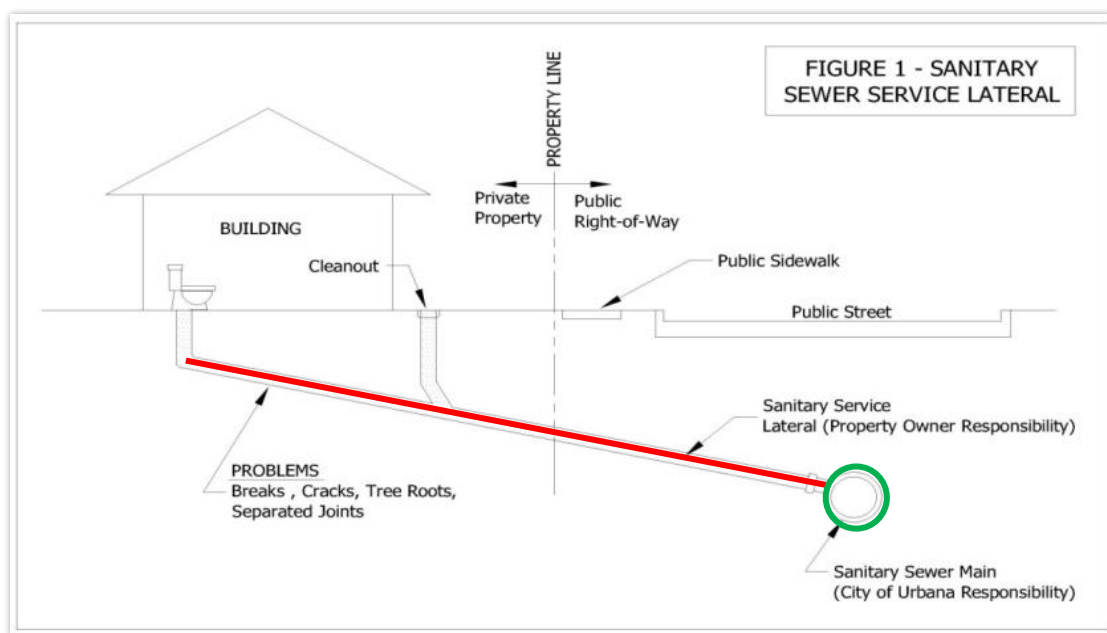 FIGURE 1 - SANITARY
SEWER SERVICE LATERAL
PROPERTY LINE
Private
Property
Public
Right-of-Way
BUILDING
Cleanout
Public Sidewalk
Public Street
Sanitary Service
Lateral (Property Owner Responsibility)
PROBLEMS
Breaks , Cracks, Tree Roots,
Separated Joints
Sanitary Sewer Main
(City of Urbana Responsibility)